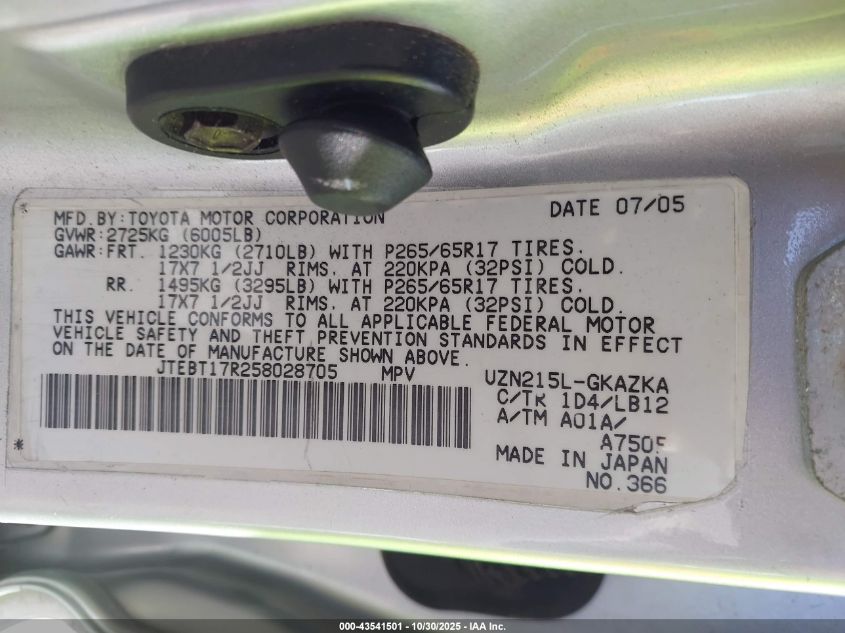 MFD.BY:TOYOTA MOTOR CORPORATION DATE 07/05
GVWR:2725KG (6005LB)
GAWR:FRT. 1230KG (2710LB) WITH P265/65R17 TIRES.
17X7 1/2JJ RIMS. AT 220KPA (32PSI) COLD.
RR. 1495KG (3295LB) WITH P265/65R17 TIRES.
17X7 1/2JJ RIMS. AT 220KPA (32PSI) COLD.
THIS VEHICLE CONFORMS TO ALL APPLICABLE FEDERAL MOTOR
VEHICLE SAFETY AND THEFT PREVENTION STANDARDS IN EFFECT
ON THE DATE OF MANUFACTURE SHOWN ABOVE.
JTEBT17R258028705 MPV UZN215L-GKAZKA
C/TR 1D4/LB12
A/TM A01A/
A7505
MADE IN JAPAN
NO.366
* *
000-43541501 - 10/30/2025 - IAA Inc.